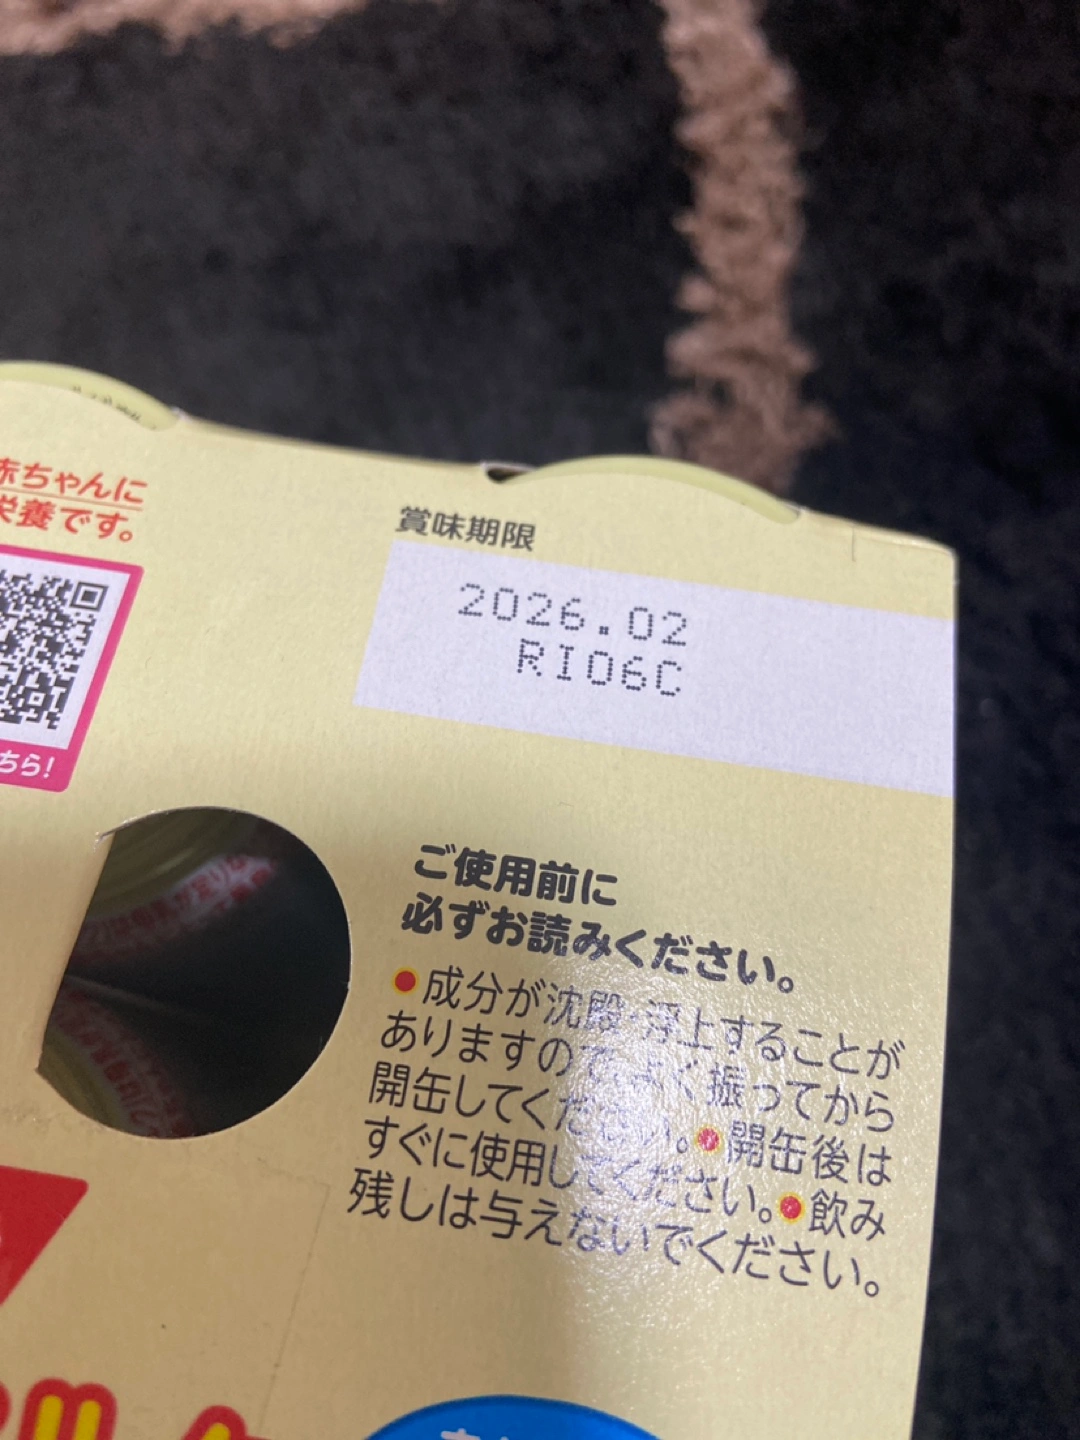 赤ちゃんに
栄養です。
ちら！
賞味期限
2026.02
RI06C
ご使用前に
必ずお読みください。
●成分が沈殿・浮上することが
ありますので、よく振ってから
開缶してください。●開缶後は
すぐに使用してください。●飲み
残しは与えないでください。